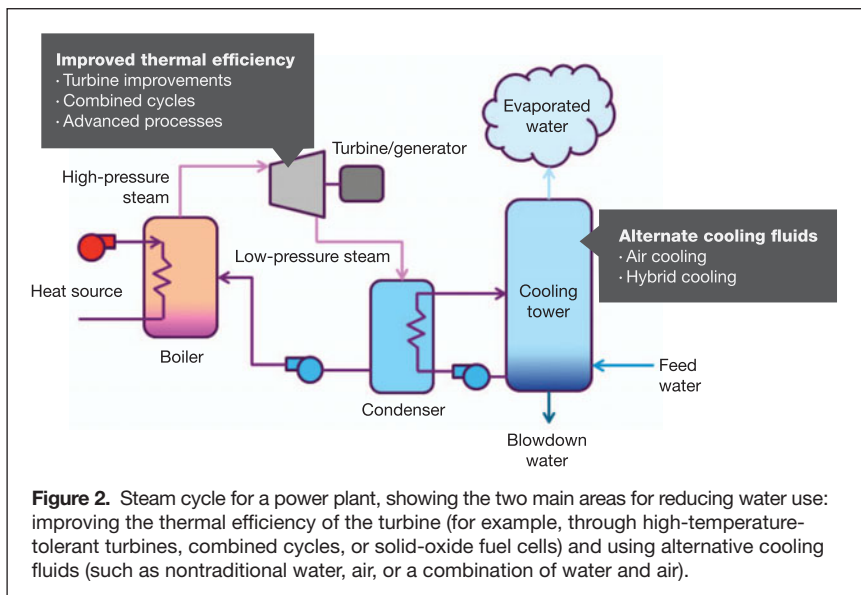 Improved thermal efficiency
· Turbine improvements
· Combined cycles
· Advanced processes
Evaporated
water
Turbine/generator
High-pressure
steam
Alternate cooling fluids
· Air cooling
· Hybrid cooling
Low-pressure steam
Heat source
Cooling
tower
Boiler
Feed
water
Condenser
Blowdown
water
Figure 2. Steam cycle for a power plant, showing the two main areas for reducing water use:
improving the thermal efficiency of the turbine (for example, through high-temperature-
tolerant turbines, combined cycles, or solid-oxide fuel cells) and using alternative cooling
fluids (such as nontraditional water, air, or a combination of water and air).